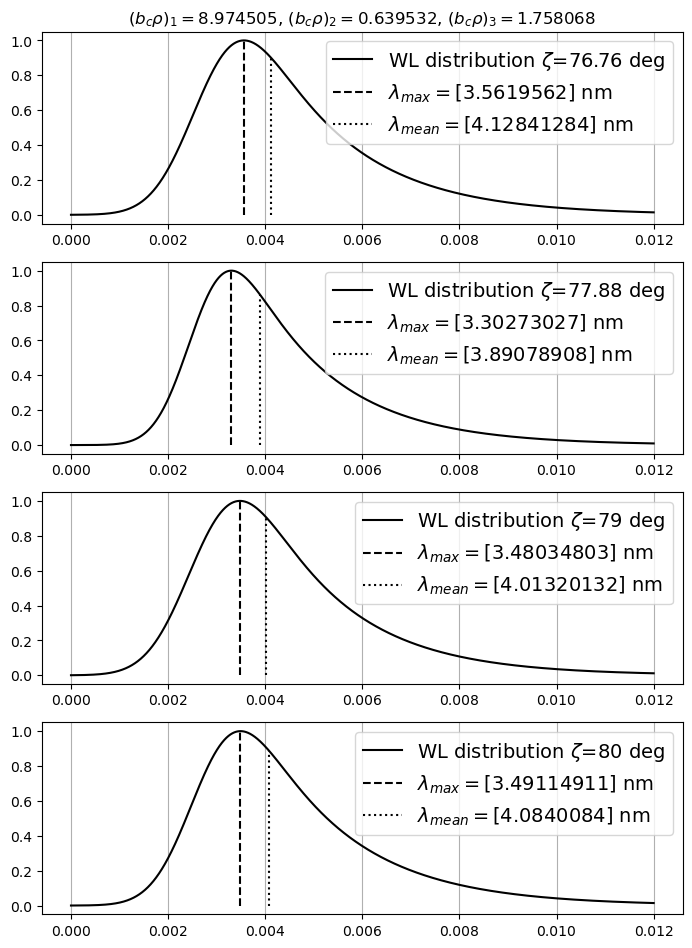 (b_cρ)_1 = 8.974505, (b_cρ)_2 = 0.639532, (b_cρ)_3 = 1.758068
1.0
0.8
0.6
0.4
0.2
0.0
WL distribution ζ=76.76 deg
λ_max = [3.5619562] nm
λ_mean = [4.12841284] nm
0.000 0.002 0.004 0.006 0.008 0.010 0.012
1.0
0.8
0.6
0.4
0.2
0.0
WL distribution ζ=77.88 deg
λ_max = [3.30273027] nm
λ_mean = [3.89078908] nm
0.000 0.002 0.004 0.006 0.008 0.010 0.012
1.0
0.8
0.6
0.4
0.2
0.0
WL distribution ζ=79 deg
λ_max = [3.48034803] nm
λ_mean = [4.01320132] nm
0.000 0.002 0.004 0.006 0.008 0.010 0.012
1.0
0.8
0.6
0.4
0.2
0.0
WL distribution ζ=80 deg
λ_max = [3.49114911] nm
λ_mean = [4.0840084] nm
0.000 0.002 0.004 0.006 0.008 0.010 0.012